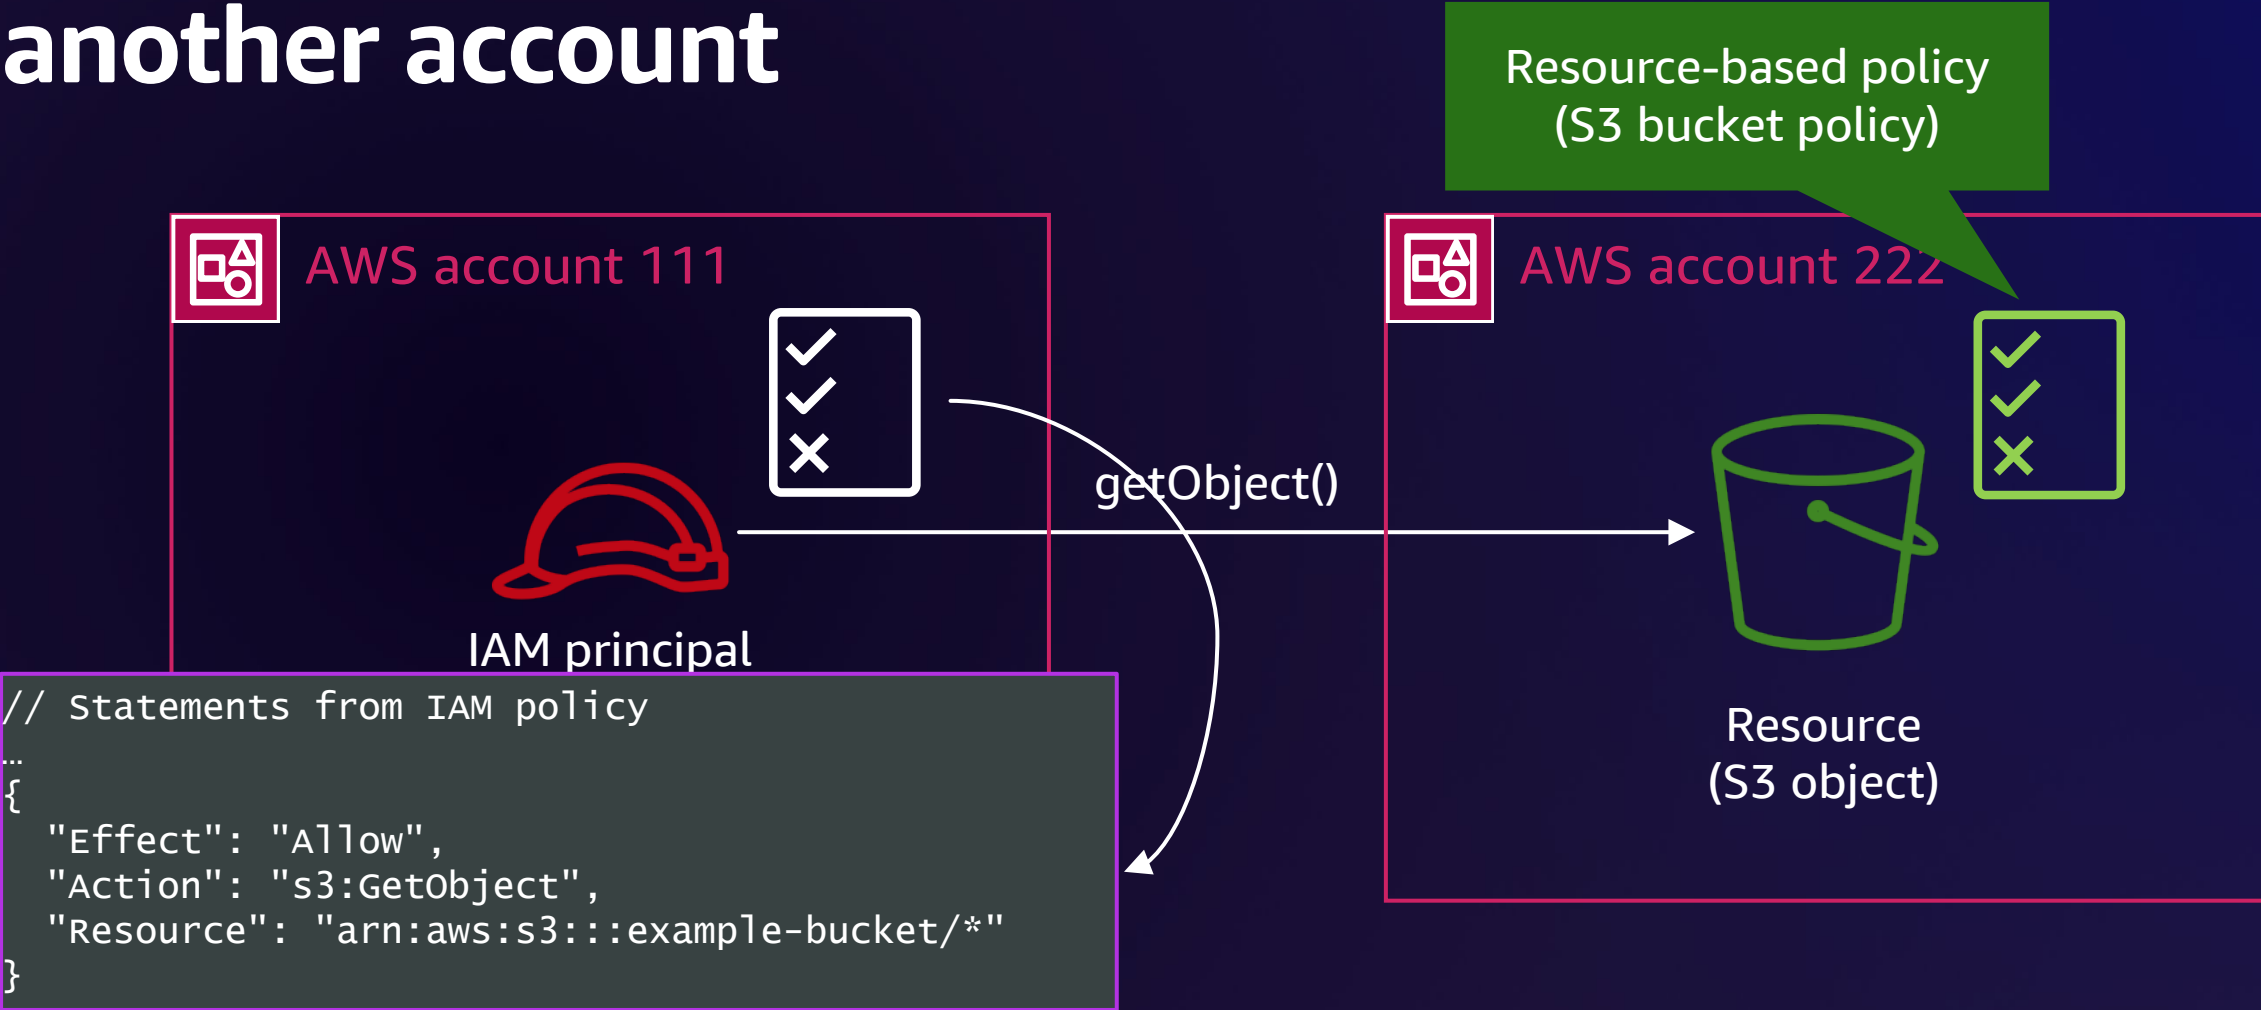 another account
Resource-based policy
(S3 bucket policy)
AWS account 111
AWS account 222
getObject()
IAM principal
// Statements from IAM policy
…
{
  "Effect": "Allow",
  "Action": "s3:GetObject",
  "Resource": "arn:aws:s3:::example-bucket/*"
}
Resource
(S3 object)